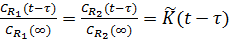 C_{R_1}(t−τ)/C_{R_1}(∞) = C_{R_2}(t−τ)/C_{R_2}(∞) = K̃(t − τ)